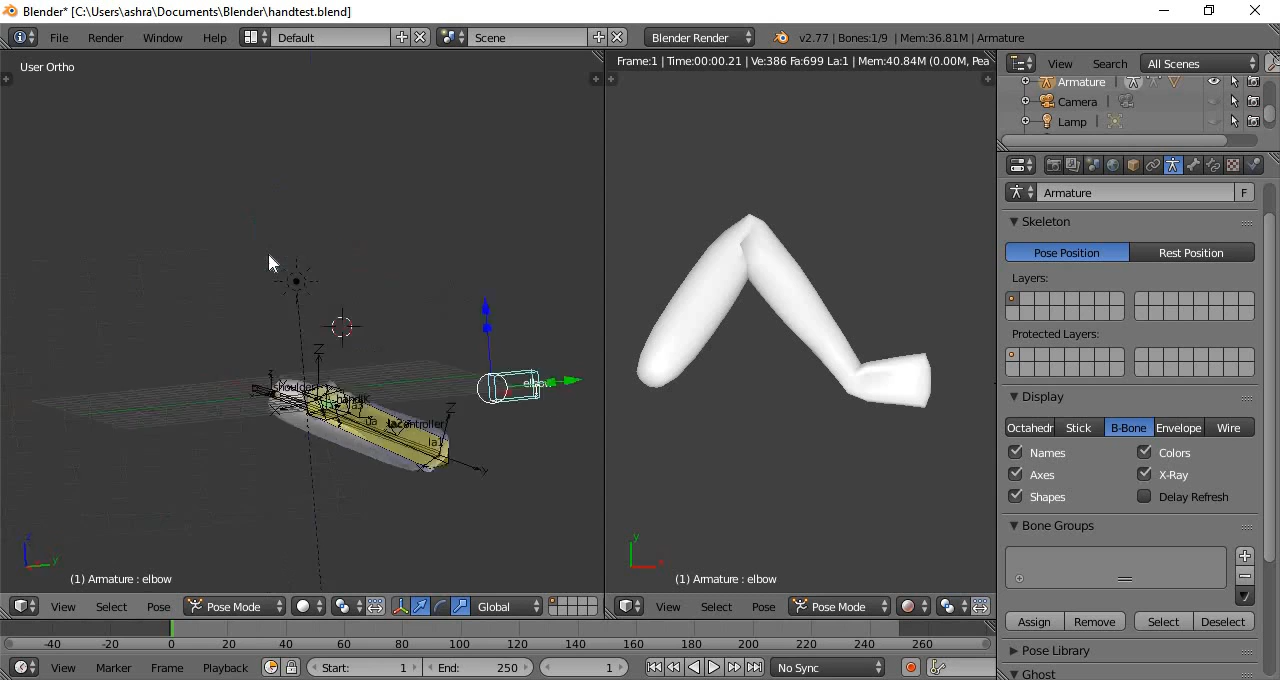 Blender* [C:\Users\ashra\Documents\Blender\handtest.blend]
File Render Window Help Default Scene Blender Render v2.77 | Bones:1/9 | Mem:36.81M | Armature
User Ortho
Frame:1 | Time:00:00.21 | Ve:386 Fa:699 La:1 | Mem:40.84M (0.00M, Pea
View Search All Scenes
Armature
Camera
Lamp
Armature F
Skeleton
Pose Position Rest Position
Layers:
Protected Layers:
Display
Octahedr Stick B-Bone Envelope Wire
Names Colors
Axes X-Ray
Shapes Delay Refresh
Bone Groups
Assign Remove Select Deselect
Pose Library
Ghost
Z
elbow
shoulder
Z
ua
la
y
z
y
(1) Armature : elbow
y
x
(1) Armature : elbow
View Select Pose Pose Mode Global
View Select Pose Pose Mode
-40 -20 0 20 40 60 80 100 120 140 160 180 200 220 240 260
View Marker Frame Playback Start: 1 End: 250 1 No Sync